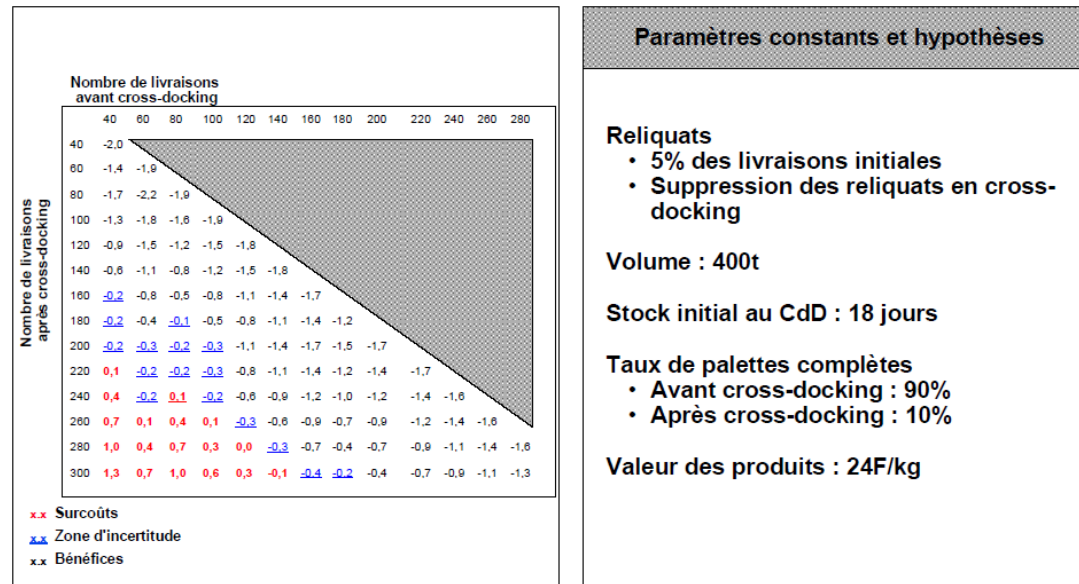 Nombre de livraisons
avant cross-docking
40 60 80 100 120 140 160 180 200 220 240 260 280
Nombre de livraisons
après cross-docking
40 -2,0
60 -1,4 -1,9
80 -1,7 -2,2 -1,9
100 -1,3 -1,8 -1,6 -1,9
120 -0,9 -1,5 -1,2 -1,5 -1,8
140 -0,6 -1,1 -0,8 -1,2 -1,5 -1,8
160 -0,2 -0,8 -0,5 -0,8 -1,1 -1,4 -1,7
180 -0,2 -0,4 -0,1 -0,5 -0,8 -1,1 -1,4 -1,2
200 -0,2 -0,3 -0,2 -0,3 -1,1 -1,4 -1,7 -1,5 -1,7
220 0,1 -0,2 -0,2 -0,3 -0,8 -1,1 -1,4 -1,2 -1,4 -1,7
240 0,4 -0,2 0,1 -0,2 -0,6 -0,9 -1,2 -1,0 -1,2 -1,4 -1,6
260 0,7 0,1 0,4 0,1 -0,3 -0,6 -0,9 -0,7 -0,9 -1,2 -1,4 -1,6
280 1,0 0,4 0,7 0,3 0,0 -0,3 -0,7 -0,4 -0,7 -0,9 -1,1 -1,4 -1,6
300 1,3 0,7 1,0 0,6 0,3 -0,1 -0,4 -0,2 -0,4 -0,7 -0,9 -1,1 -1,3
x.x Surcoûts
x.x Zone d'incertitude
x.x Bénéfices
Paramètres constants et hypothèses
Reliquats
• 5% des livraisons initiales
• Suppression des reliquats en cross-
docking
Volume : 400t
Stock initial au CdD : 18 jours
Taux de palettes complètes
• Avant cross-docking : 90%
• Après cross-docking : 10%
Valeur des produits : 24F/kg